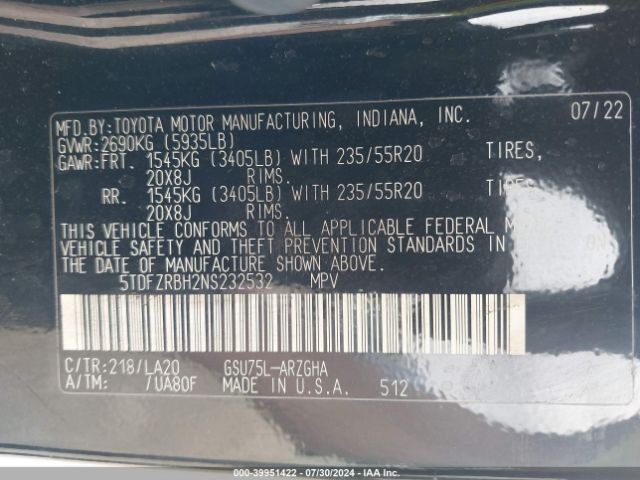 MFD.BY:TOYOTA MOTOR MANUFACTURING, INDIANA, INC. 07/22
GVWR:2690KG (5935LB)
GAWR:FRT. 1545KG (3405LB) WITH 235/55R20 TIRES,
20X8J RIMS.
RR. 1545KG (3405LB) WITH 235/55R20
20X8J RIMS.
THIS VEHICLE CONFORMS TO ALL APPLICABLE FEDERAL
VEHICLE SAFETY AND THEFT PREVENTION STANDARDS IN ON
THE DATE OF MANUFACTURE SHOWN ABOVE.
5TDFZRBH2NS232532 MPV
C/TR:218/LA20 GSU75L-ARZGHA
A/TM: /UA80F MADE IN U.S.A. 512
000-39951422 - 07/30/2024 - IAA Inc.